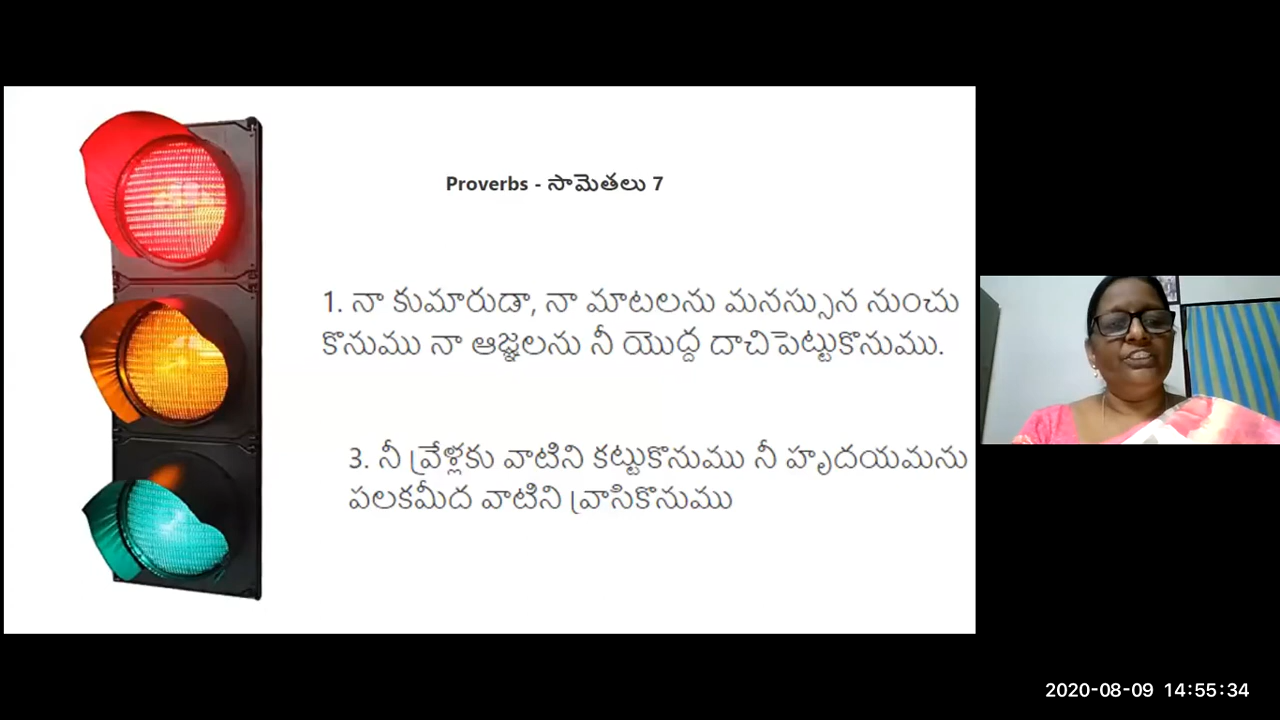 Proverbs - సామెతలు 7
1. నా కుమారుడా, నా మాటలను మనస్సున నుంచు
కొనుము నా ఆజ్ఞలను నీ యొద్ద దాచిపెట్టుకొనుము.
3. నీ వ్రేళ్లకు వాటిని కట్టుకొనుము నీ హృదయమను
పలకమీద వాటిని వ్రాసికొనుము
2020-08-09 14:55:34